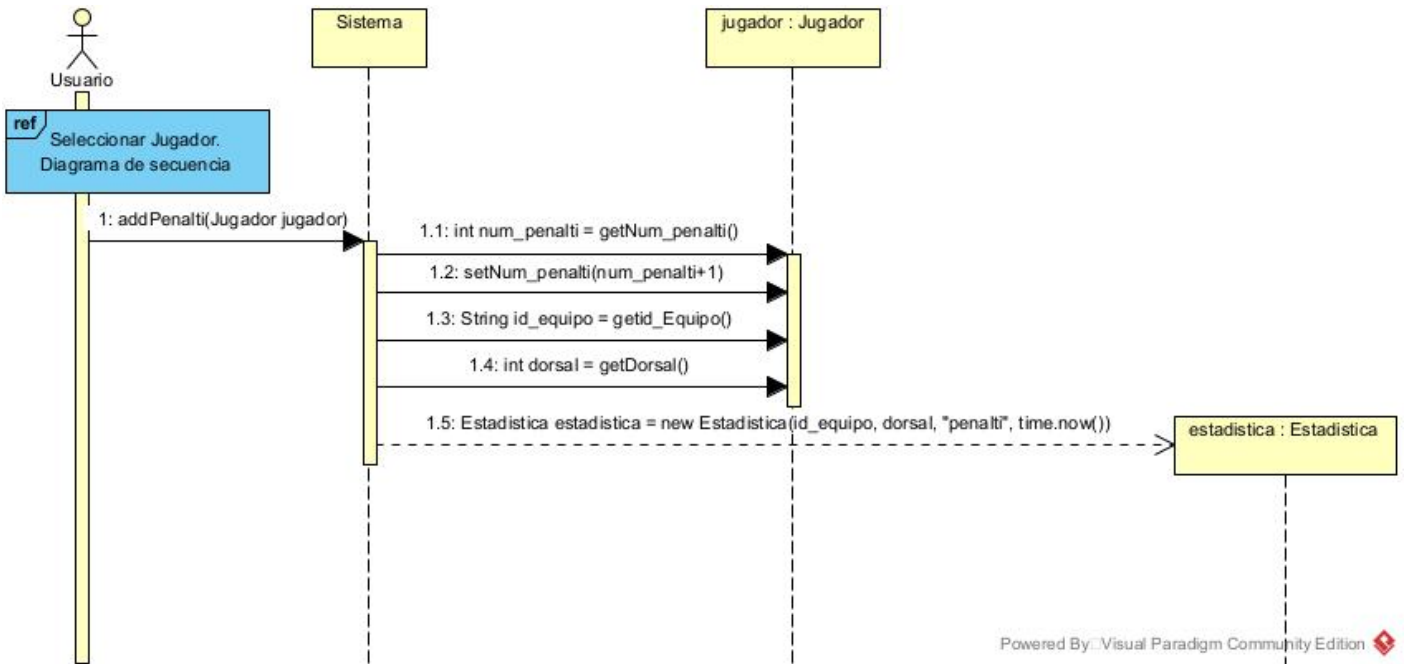 Usuario
Sistema
jugador : Jugador
ref
Seleccionar Jugador.
Diagrama de secuencia
1: addPenalti(Jugador jugador)
1.1: int num_penalti = getNum_penalti()
1.2: setNum_penalti(num_penalti+1)
1.3: String id_equipo = getid_Equipo()
1.4: int dorsal = getDorsal()
1.5: Estadistica estadistica = new Estadistica(id_equipo, dorsal, "penalti", time.now())
estadistica : Estadistica
Powered By Visual Paradigm Community Edition